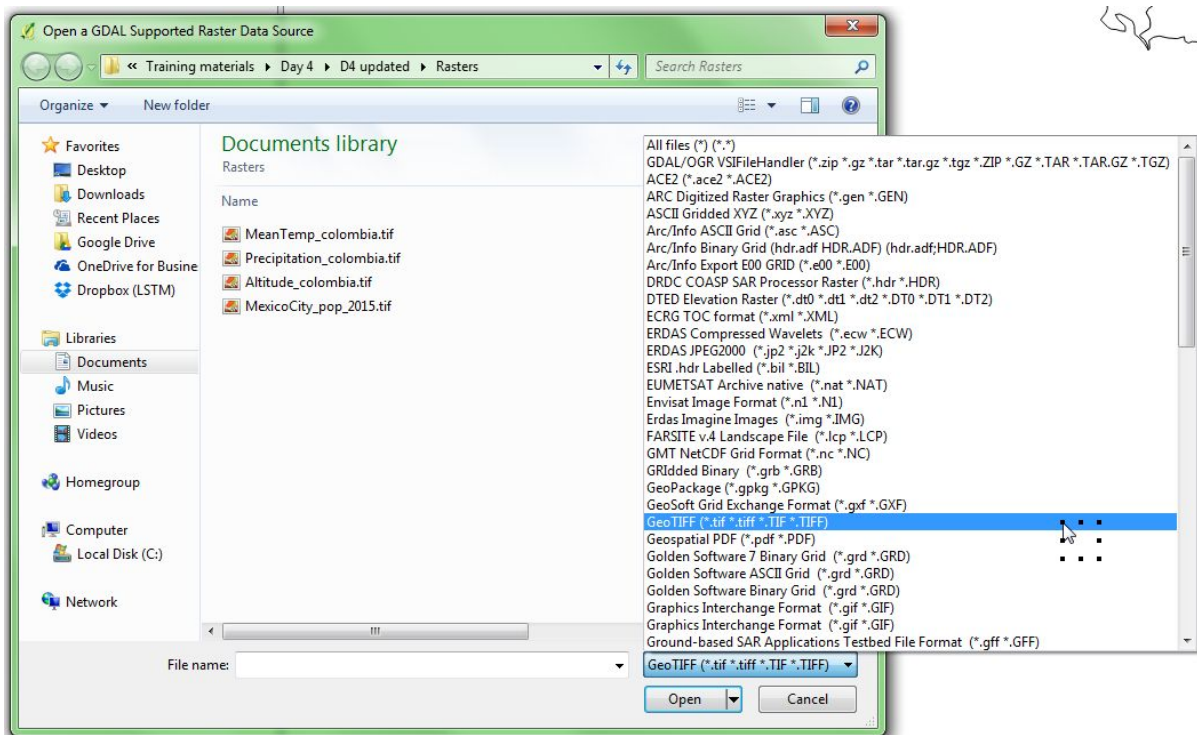 Open a GDAL Supported Raster Data Source
« Training materials ▸ Day 4 ▸ D4 updated ▸ Rasters
Search Rasters
Organize
New folder
Favorites
Desktop
Downloads
Recent Places
Google Drive
OneDrive for Busine
Dropbox (LSTM)
Libraries
Documents
Music
Pictures
Videos
Homegroup
Computer
Local Disk (C:)
Network
Documents library
Rasters
Name
MeanTemp_colombia.tif
Precipitation_colombia.tif
Altitude_colombia.tif
MexicoCity_pop_2015.tif
All files (*) (*.*)
GDAL/OGR VSIFileHandler (*.zip *.gz *.tar *.tar.gz *.tgz *.ZIP *.GZ *.TAR *.TAR.GZ *.TGZ)
ACE2 (*.ace2 *.ACE2)
ARC Digitized Raster Graphics (*.gen *.GEN)
ASCII Gridded XYZ (*.xyz *.XYZ)
Arc/Info ASCII Grid (*.asc *.ASC)
Arc/Info Binary Grid (hdr.adf HDR.ADF) (hdr.adf;HDR.ADF)
Arc/Info Export E00 GRID (*.e00 *.E00)
DRDC COASP SAR Processor Raster (*.hdr *.HDR)
DTED Elevation Raster (*.dt0 *.dt1 *.dt2 *.DT0 *.DT1 *.DT2)
ECRG TOC format (*.xml *.XML)
ERDAS Compressed Wavelets (*.ecw *.ECW)
ERDAS JPEG2000 (*.jp2 *.j2k *.JP2 *.J2K)
ESRI .hdr Labelled (*.bil *.BIL)
EUMETSAT Archive native (*.nat *.NAT)
Envisat Image Format (*.n1 *.N1)
Erdas Imagine Images (*.img *.IMG)
FARSITE v.4 Landscape File (*.lcp *.LCP)
GMT NetCDF Grid Format (*.nc *.NC)
GRIdded Binary (*.grb *.GRB)
GeoPackage (*.gpkg *.GPKG)
GeoSoft Grid Exchange Format (*.gxf *.GXF)
GeoTIFF (*.tif *.tiff *.TIF *.TIFF)
Geospatial PDF (*.pdf *.PDF)
Golden Software 7 Binary Grid (*.grd *.GRD)
Golden Software ASCII Grid (*.grd *.GRD)
Golden Software Binary Grid (*.grd *.GRD)
Graphics Interchange Format (*.gif *.GIF)
Graphics Interchange Format (*.gif *.GIF)
Ground-based SAR Applications Testbed File Format (*.gff *.GFF)
File name:
GeoTIFF (*.tif *.tiff *.TIF *.TIFF)
Open
Cancel